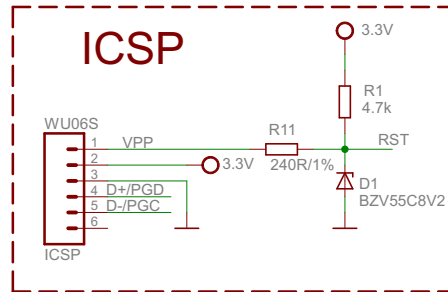 ICSP
3.3V
R1
4.7k
WU06S
1
VPP
R11
RST
2
3.3V
240R/1%
3
D1
4
D+/PGD
BZV55C8V2
5
D-/PGC
6
ICSP